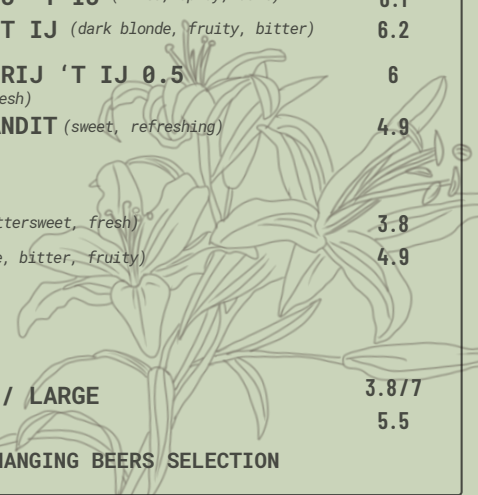 T IJ (dark blonde, fruity, bitter) 6.2
RIJ ‘T IJ 0.5 6
esh)
ANDIT (sweet, refreshing) 4.9
ttersweet, fresh) 3.8
, bitter, fruity) 4.9
/ LARGE 3.8/7
5.5
HANGING BEERS SELECTION